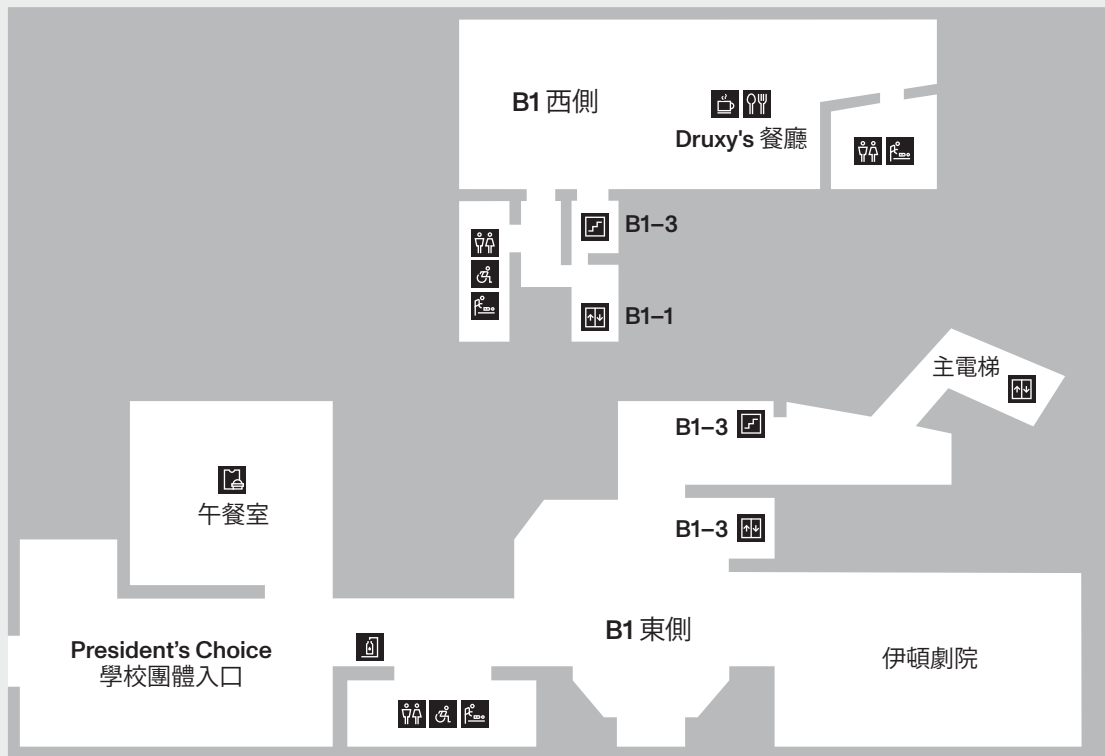 B1 西側
Druxy's 餐廳
B1–3
B1–1
主電梯
B1–3
午餐室
B1–3
B1 東側
President’s Choice
學校團體入口
伊頓劇院